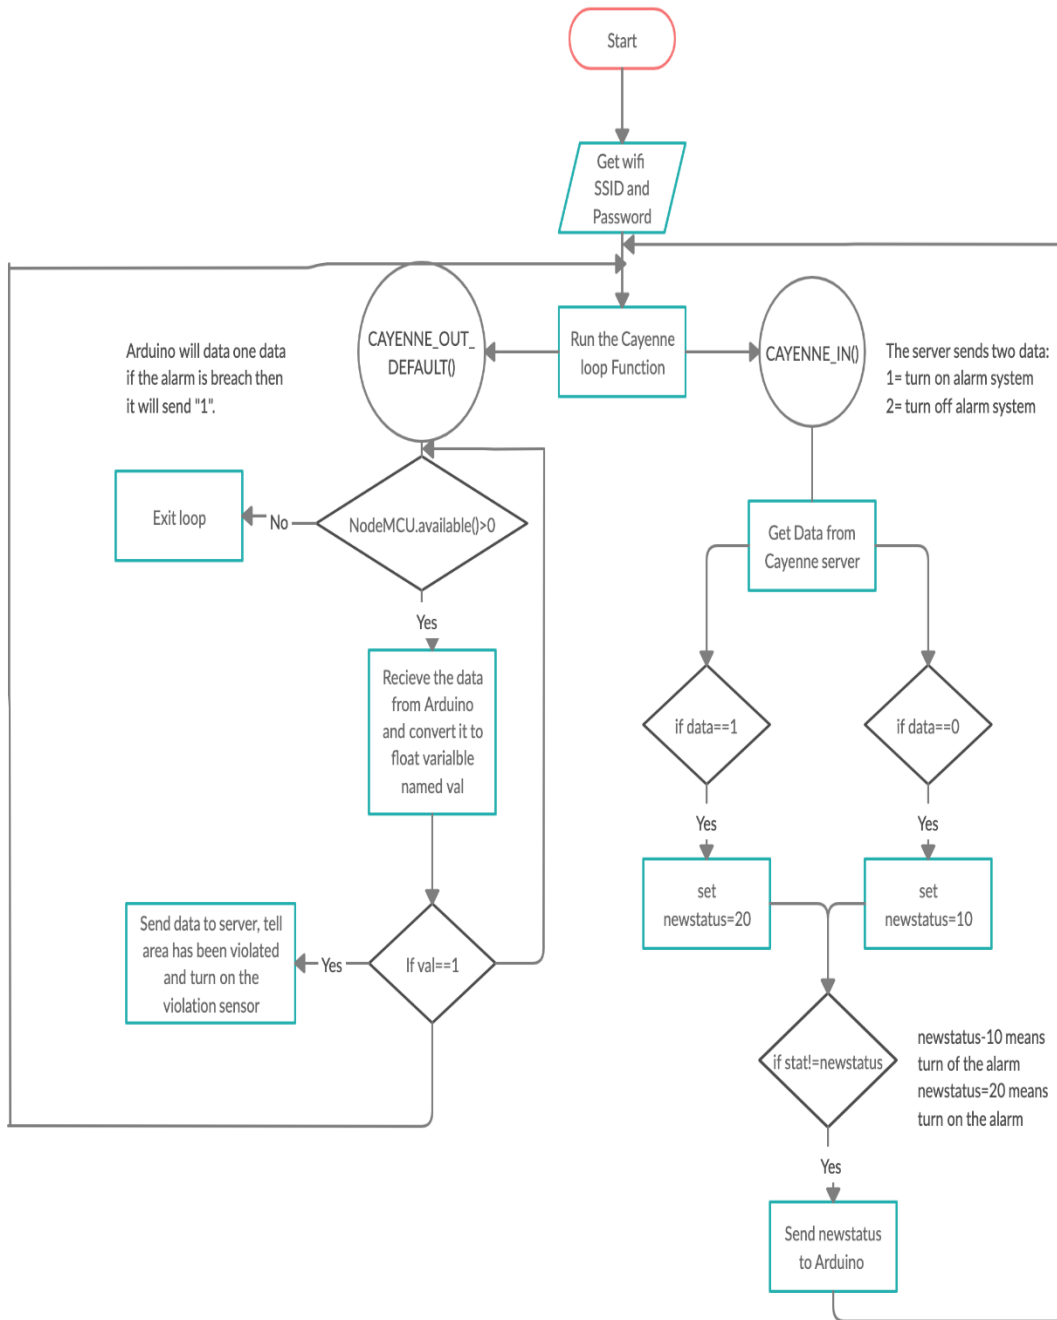 Start
Get wifi
SSID and
Password
Run the Cayenne
loop Function
CAYENNE_OUT_
DEFAULT()
CAYENNE_IN()
Arduino will data one data
if the alarm is breach then
it will send "1".
The server sends two data:
1= turn on alarm system
2= turn off alarm system
Exit loop
No
NodeMCU.available()>0
Yes
Recieve the data
from Arduino
and convert it to
float varialble
named val
Send data to server, tell
area has been violated
and turn on the
violation sensor
Yes
If val==1
Get Data from
Cayenne server
if data==1
if data==0
Yes
Yes
set
newstatus=20
set
newstatus=10
if stat!=newstatus
newstatus-10 means
turn of the alarm
newstatus=20 means
turn on the alarm
Yes
Send newstatus
to Arduino